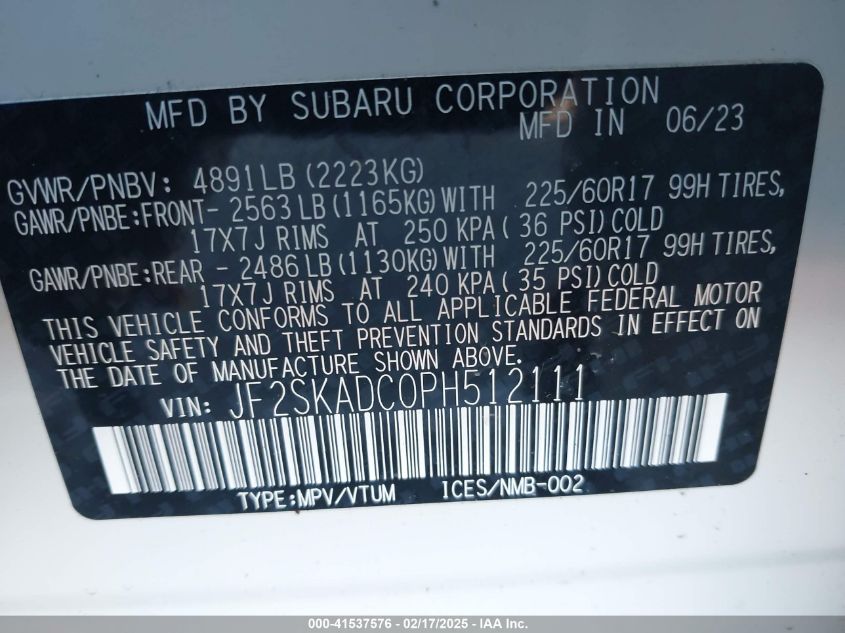 MFD BY SUBARU CORPORATION
MFD IN 06/23
GVWR/PNBV: 4891LB (2223KG)
GAWR/PNBE:FRONT- 2563 LB (1165KG) WITH 225/60R17 99H TIRES,
17X7J RIMS AT 250 KPA ( 36 PSI) COLD
GAWR/PNBE:REAR - 2486 LB (1130KG) WITH 225/60R17 99H TIRES,
17X7J RIMS AT 240 KPA ( 35 PSI) COLD
THIS VEHICLE CONFORMS TO ALL APPLICABLE FEDERAL MOTOR
VEHICLE SAFETY AND THEFT PREVENTION STANDARDS IN EFFECT ON
THE DATE OF MANUFACTURE SHOWN ABOVE.
VIN: JF2SKADC0PH512111
TYPE:MPV/VTUM ICES/NMB-002
000-41537576 - 02/17/2025 - IAA Inc.